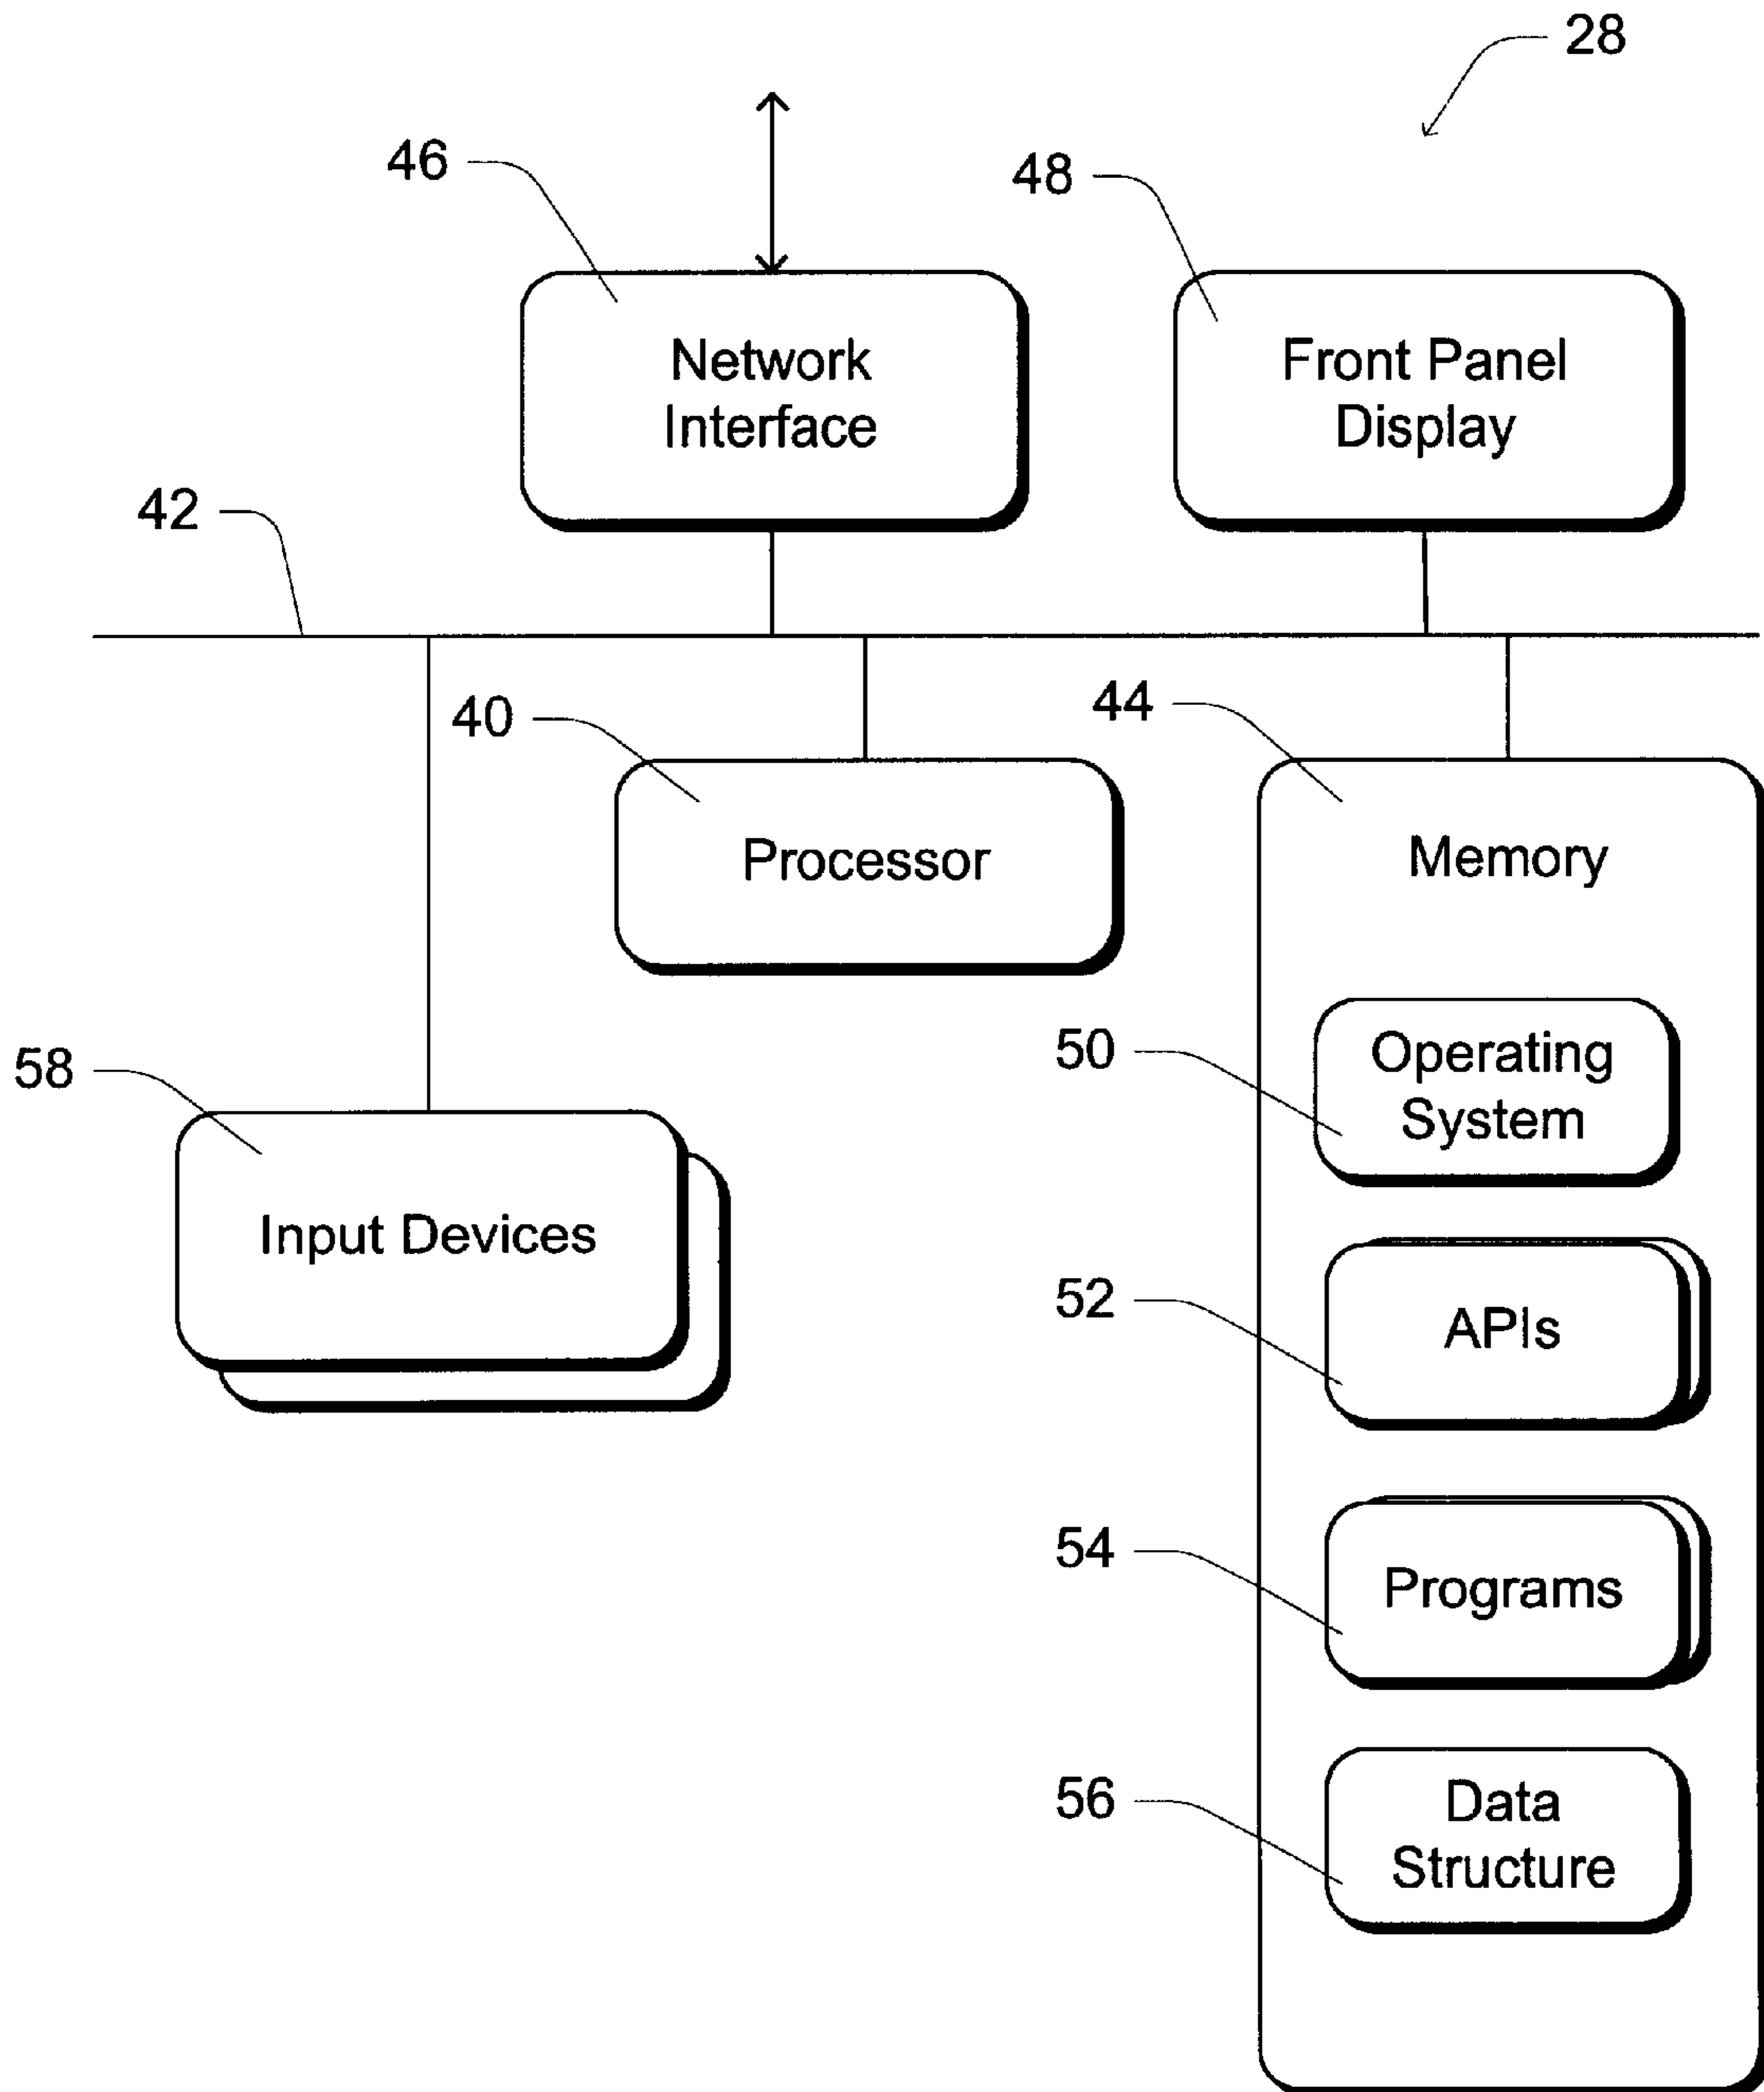 28
46
48
Network
Interface
Front Panel
Display
42
40
44
Processor
Memory
50
Operating
System
58
Input Devices
52
APIs
54
Programs
56
Data
Structure